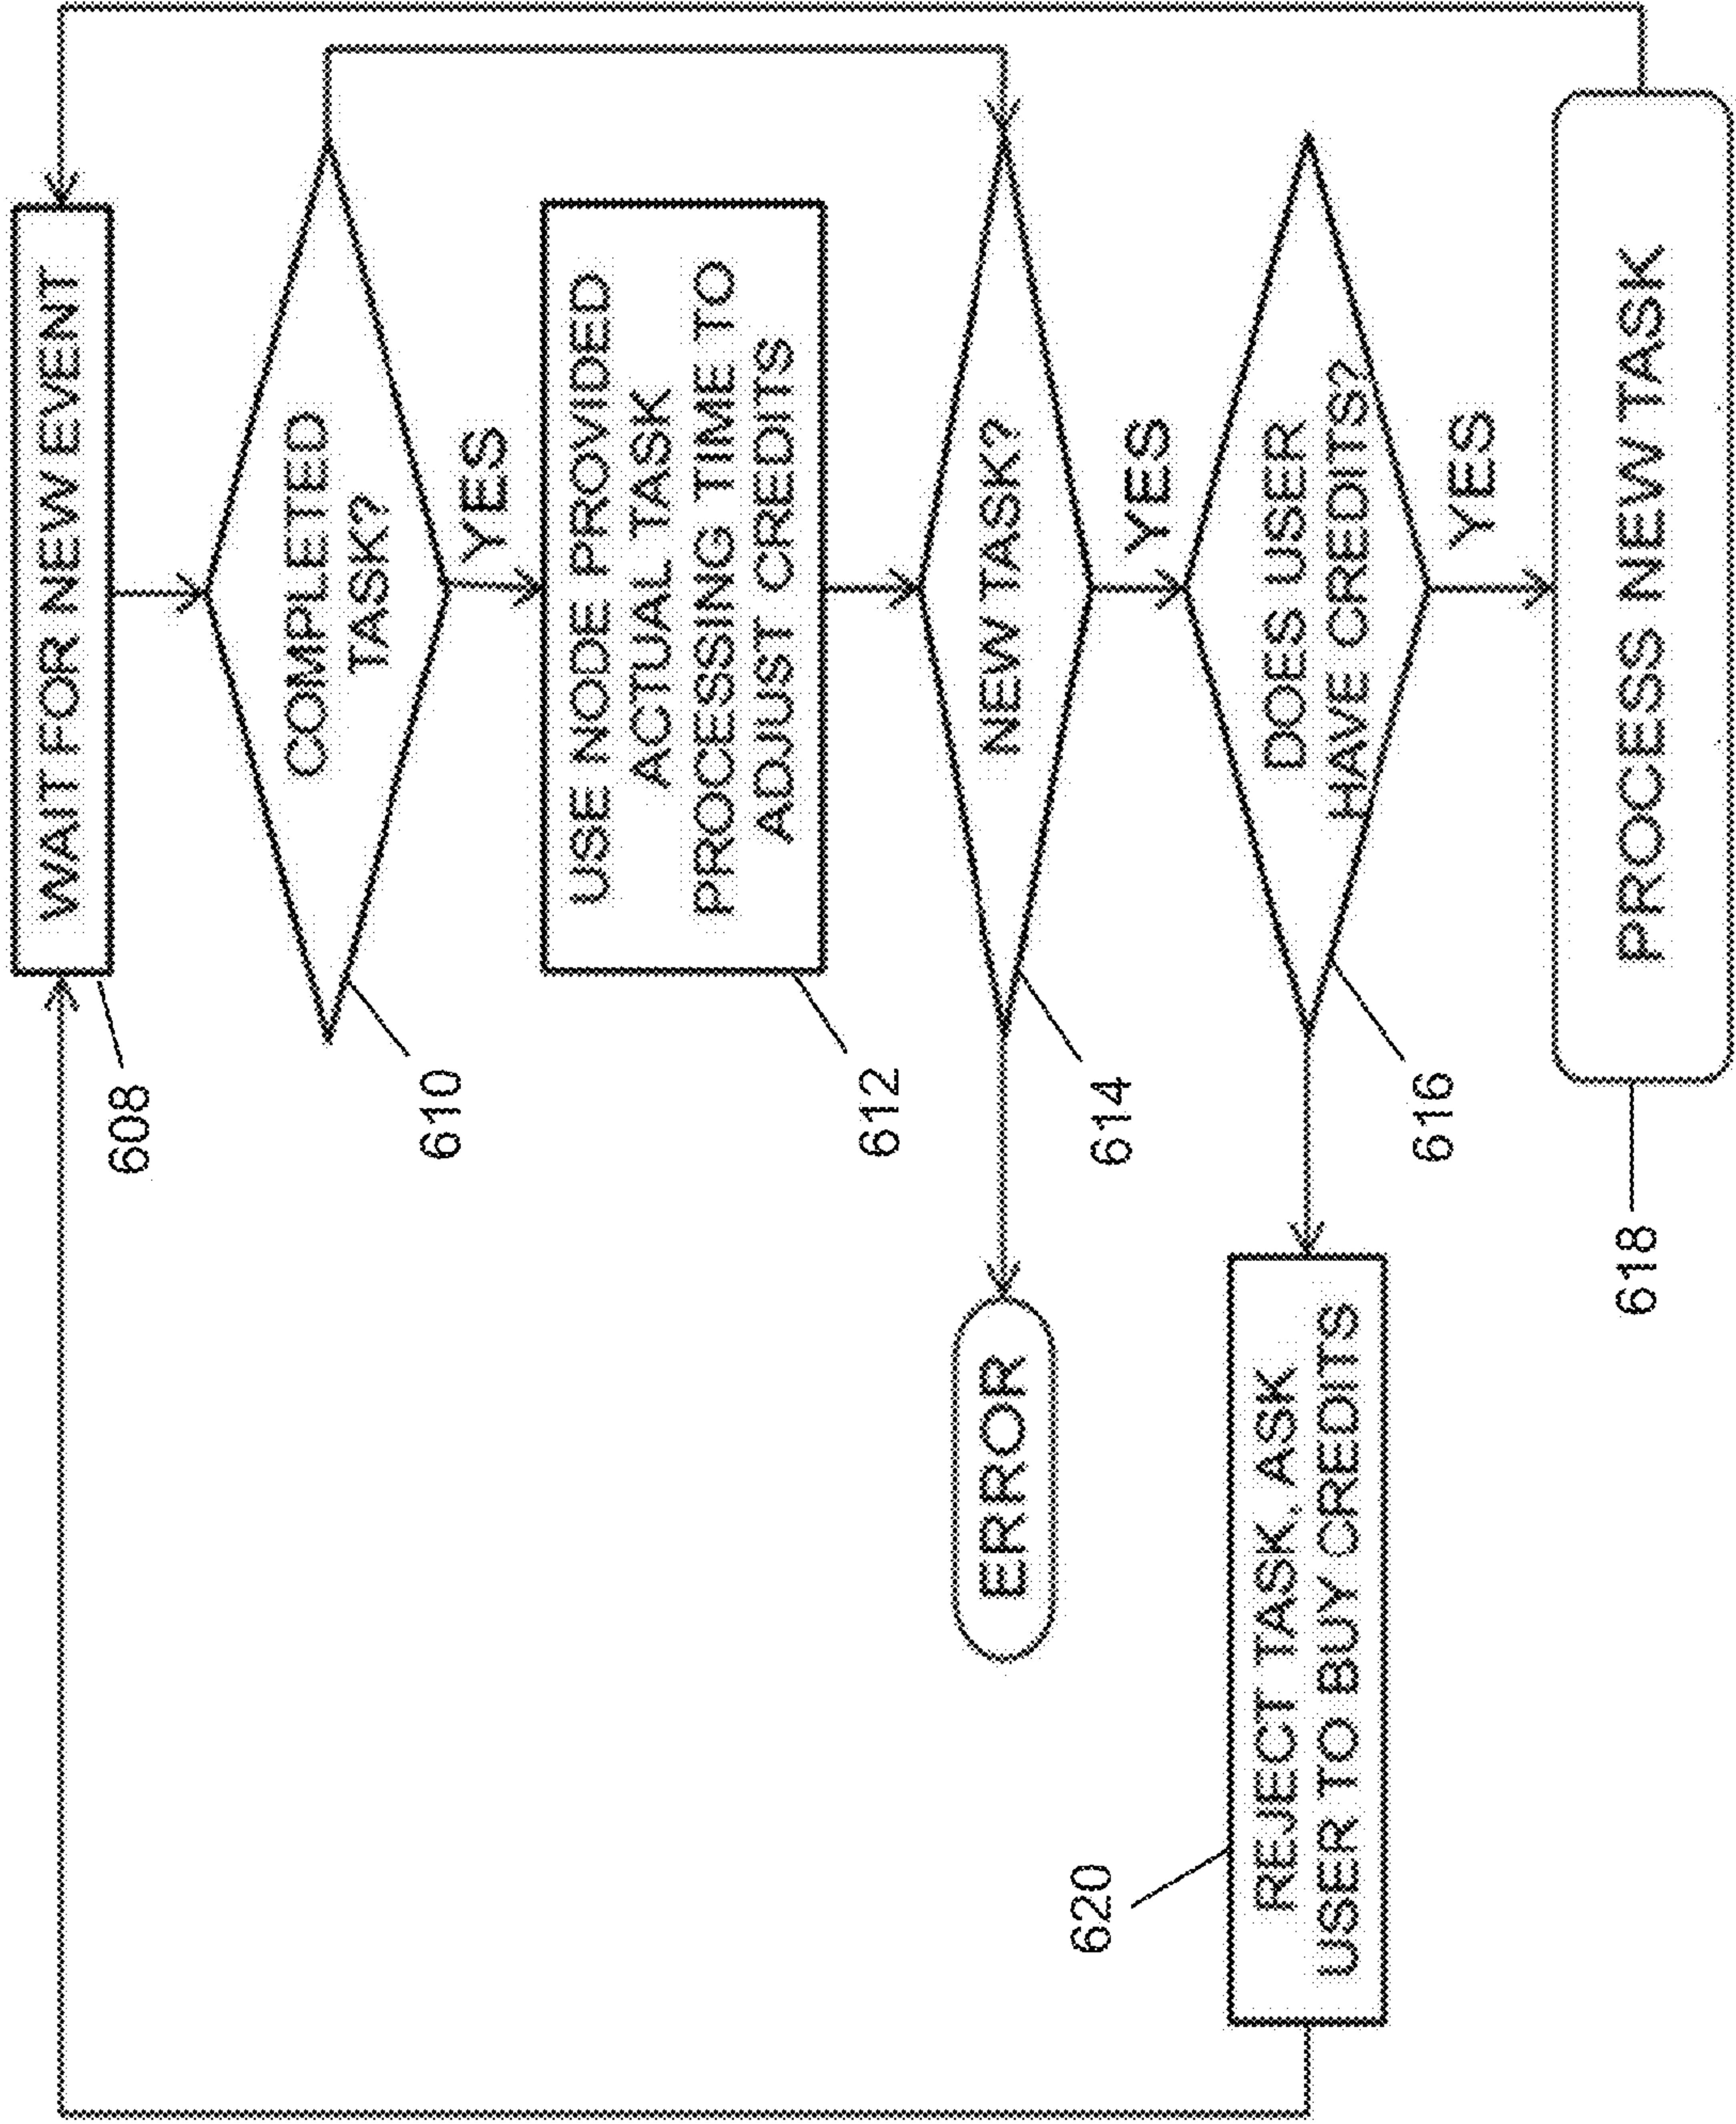 WAIT FOR NEW EVENT
608
COMPLETED
TASK?
610
YES
USE NODE PROVIDED
ACTUAL TASK
PROCESSING TIME TO
ADJUST CREDITS
612
NEW TASK?
614
ERROR
YES
DOES USER
HAVE CREDITS?
616
620
REJECT TASK, ASK
USER TO BUY CREDITS
YES
PROCESS NEW TASK
618